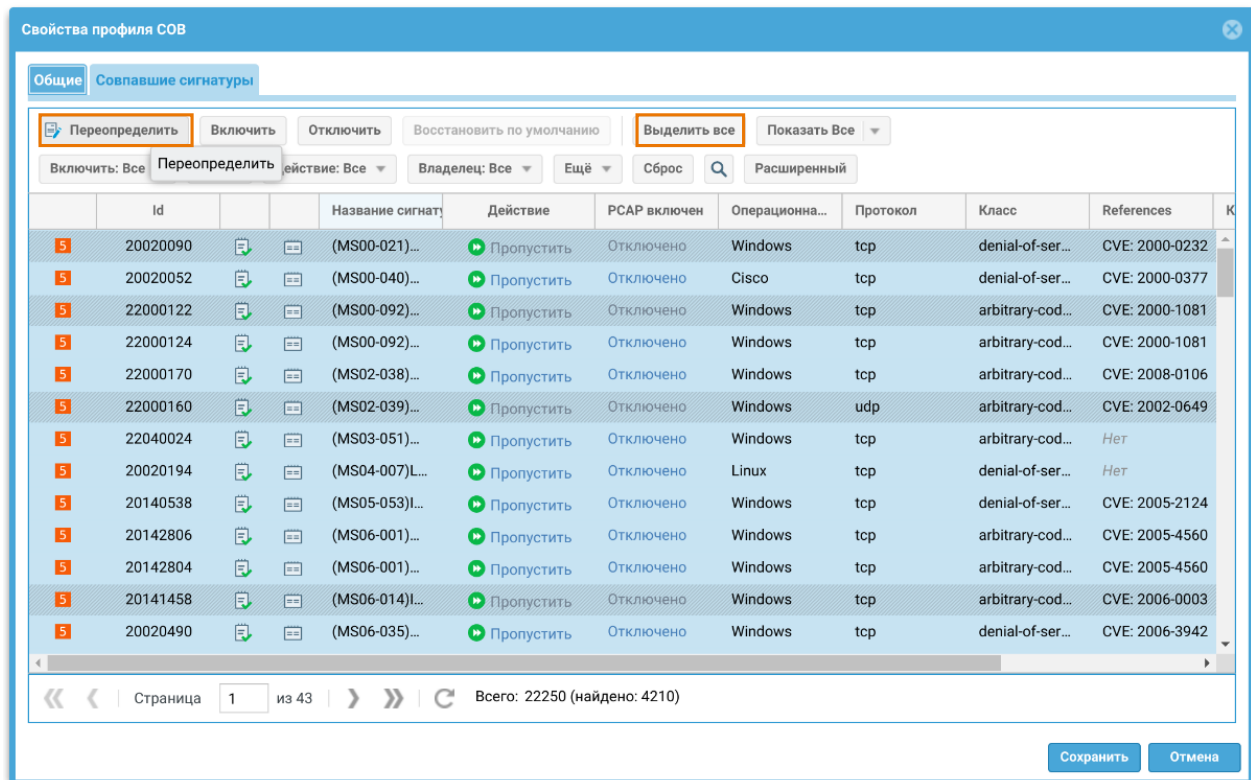 Свойства профиля СОВ
Общие Совпавшие сигнатуры
Переопределить Включить Отключить Восстановить по умолчанию Выделить все Показать Все
Включить: Все Переопределить ействие: Все Владелец: Все Ещё Сброс Расширенный
Id Название сигнату Действие PCAP включен Операционна... Протокол Класс References К
5 20020090 (MS00-021)... Пропустить Отключено Windows tcp denial-of-ser... CVE: 2000-0232
5 20020052 (MS00-040)... Пропустить Отключено Cisco tcp denial-of-ser... CVE: 2000-0377
5 22000122 (MS00-092)... Пропустить Отключено Windows tcp arbitrary-cod... CVE: 2000-1081
5 22000124 (MS00-092)... Пропустить Отключено Windows tcp arbitrary-cod... CVE: 2000-1081
5 22000170 (MS02-038)... Пропустить Отключено Windows tcp arbitrary-cod... CVE: 2008-0106
5 22000160 (MS02-039)... Пропустить Отключено Windows udp arbitrary-cod... CVE: 2002-0649
5 22040024 (MS03-051)... Пропустить Отключено Windows tcp arbitrary-cod... Нет
5 20020194 (MS04-007)L... Пропустить Отключено Linux tcp denial-of-ser... Нет
5 20140538 (MS05-053)I... Пропустить Отключено Windows tcp denial-of-ser... CVE: 2005-2124
5 20142806 (MS06-001)... Пропустить Отключено Windows tcp arbitrary-cod... CVE: 2005-4560
5 20142804 (MS06-001)... Пропустить Отключено Windows tcp arbitrary-cod... CVE: 2005-4560
5 20141458 (MS06-014)I... Пропустить Отключено Windows tcp arbitrary-cod... CVE: 2006-0003
5 20020490 (MS06-035)... Пропустить Отключено Windows tcp denial-of-ser... CVE: 2006-3942
Страница 1 из 43 Всего: 22250 (найдено: 4210)
Сохранить Отмена